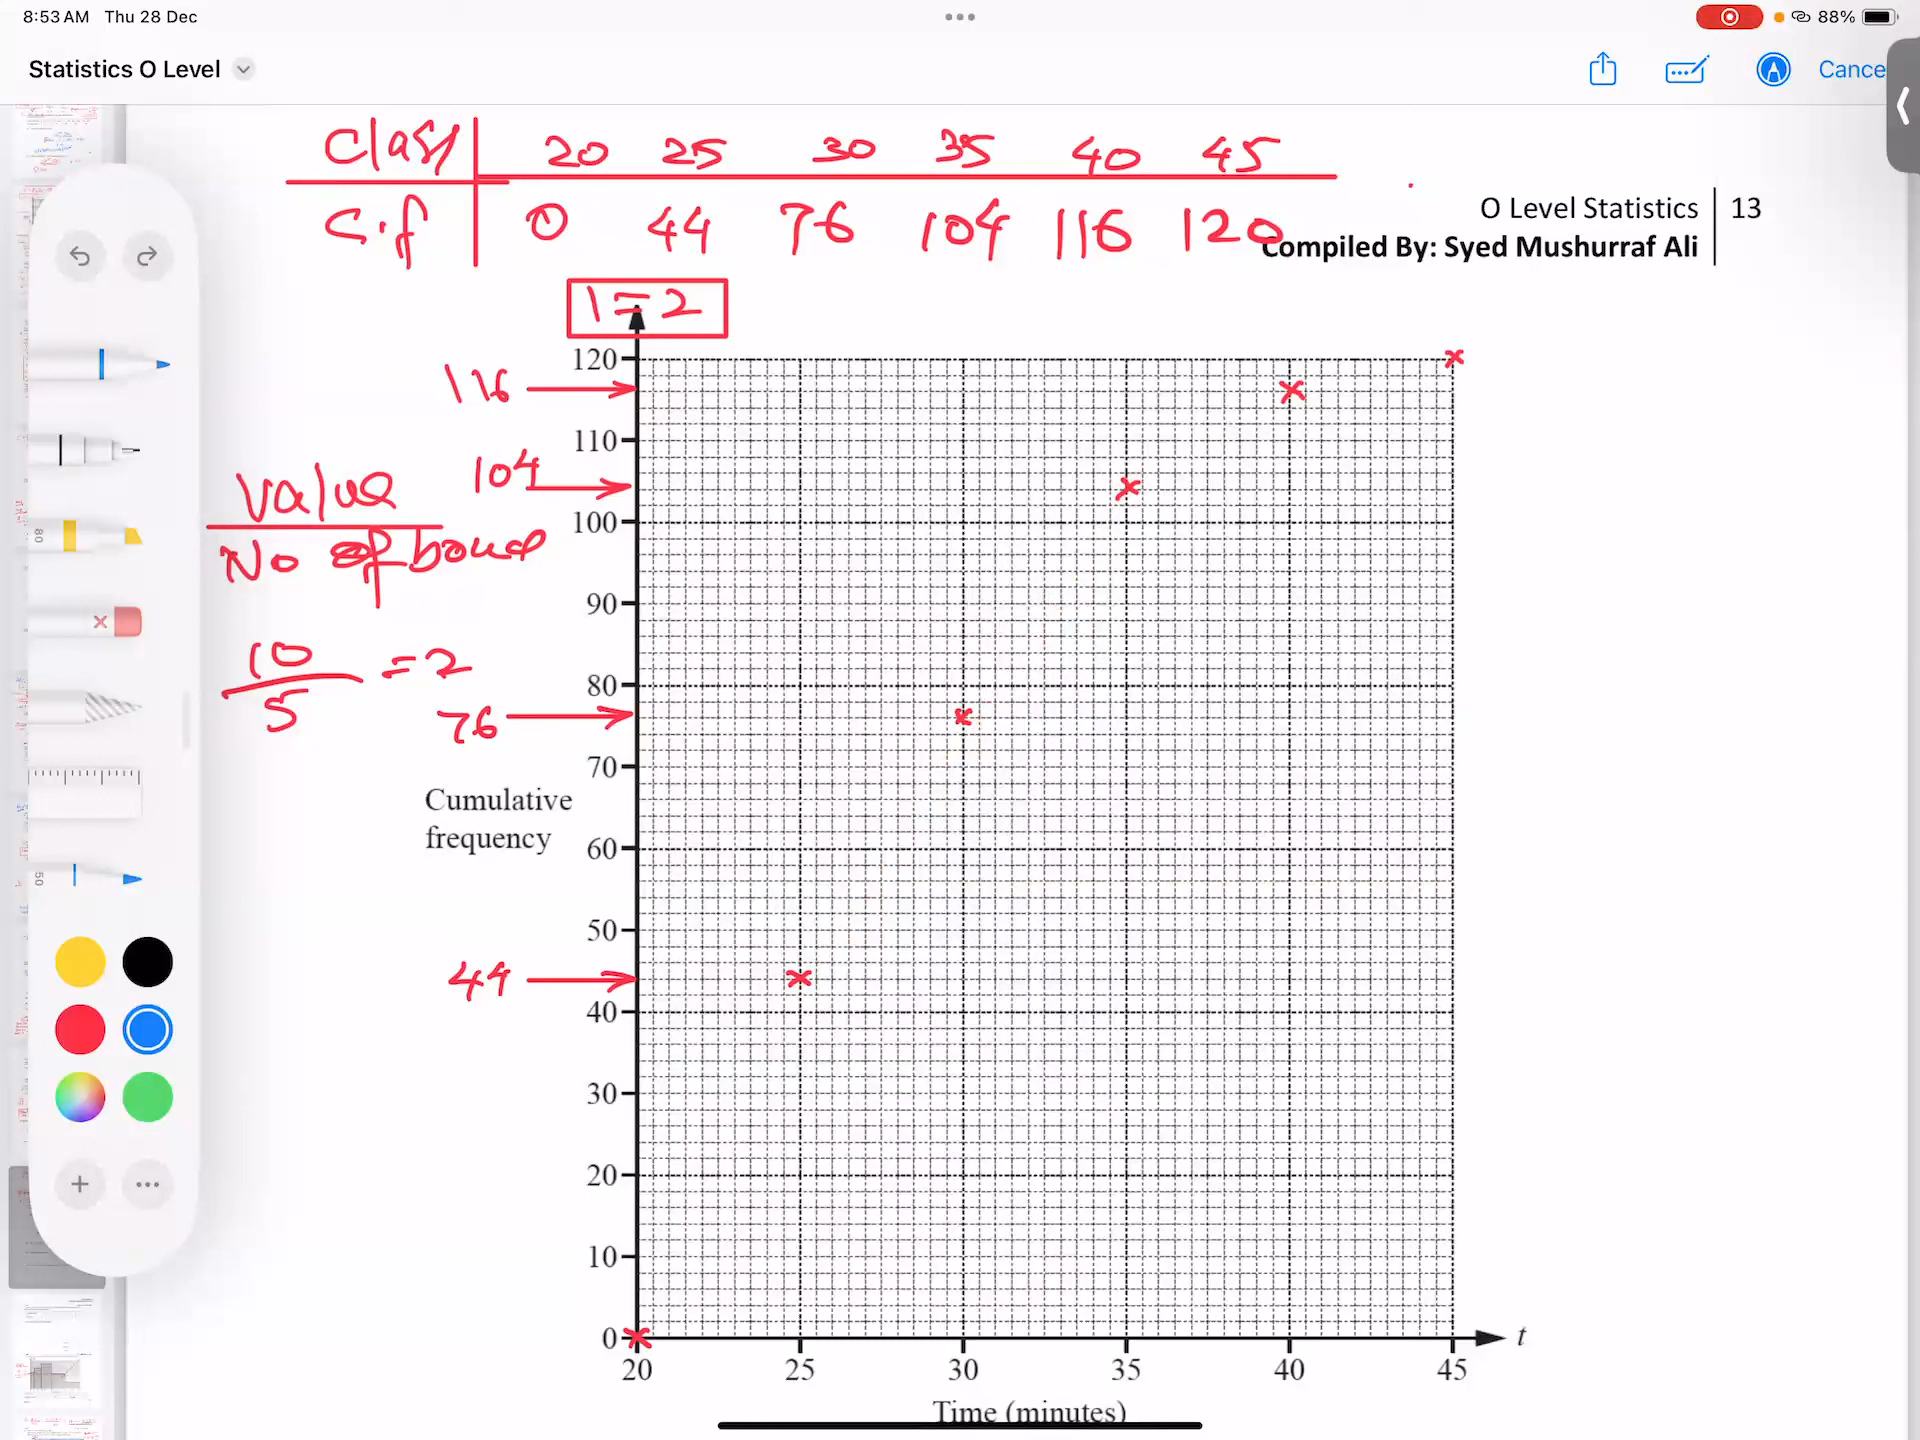 8:53 AM Thu 28 Dec
88%
Statistics O Level
Cance
Class 20 25 30 35 40 45
C.f 0 44 76 104 116 120
O Level Statistics 13
Compiled By: Syed Mushurraf Ali
1 = 2
120
116
110
104
100
Value
No of boxes
90
10
5
= 2
80
76
70
Cumulative
frequency
60
50
44
40
30
20
10
0
20 25 30 35 40 45
t
Time (minutes)
80
50